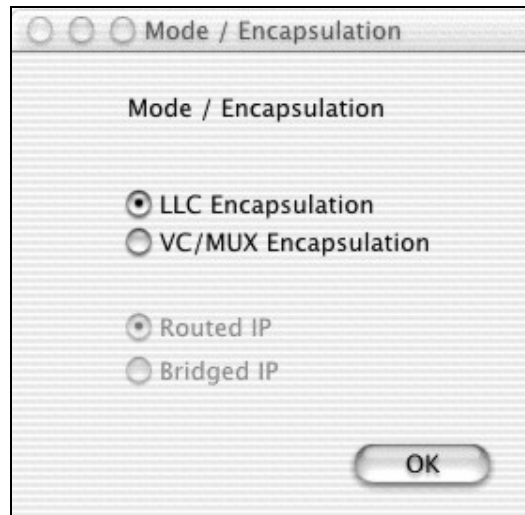 Mode / Encapsulation
Mode / Encapsulation
LLC Encapsulation
VC/MUX Encapsulation
Routed IP
Bridged IP
OK